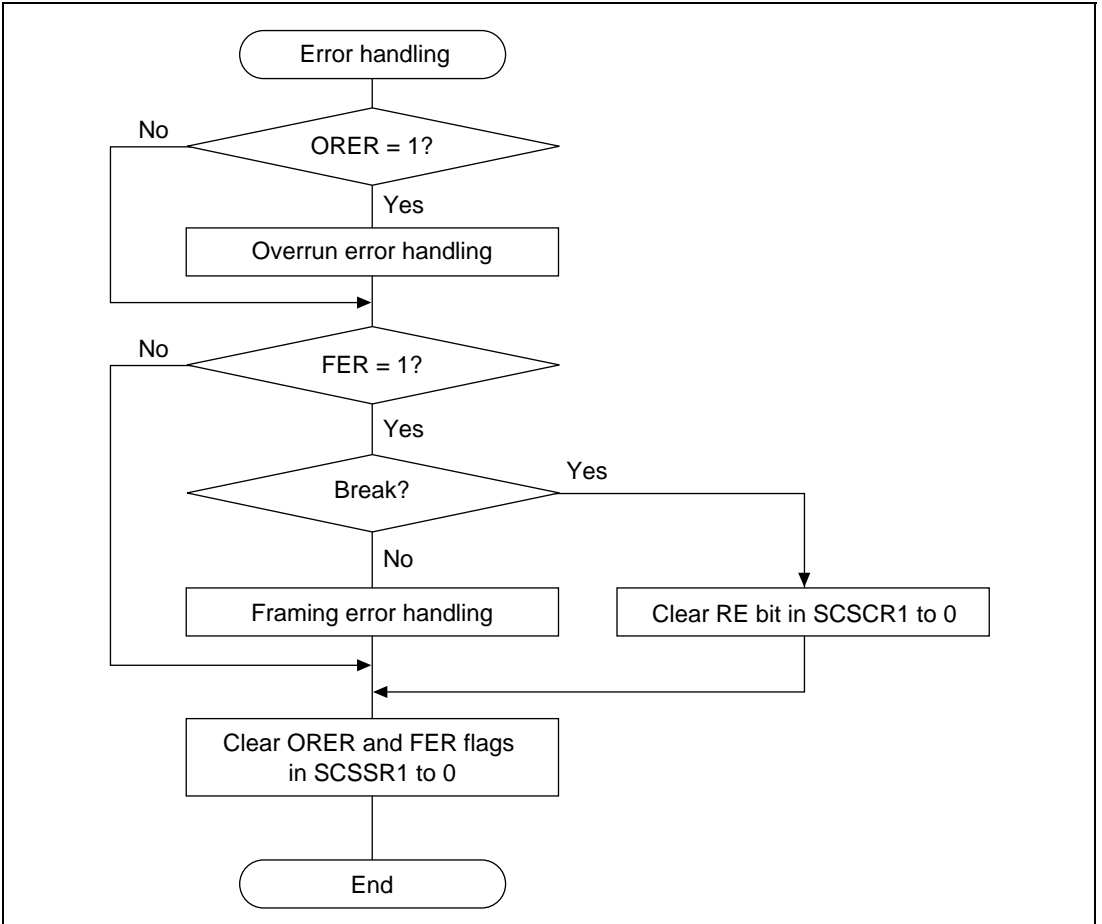 Error handling
No
ORER = 1?
Yes
Overrun error handling
No
FER = 1?
Yes
Break?
Yes
No
Framing error handling
Clear RE bit in SCSCR1 to 0
Clear ORER and FER flags
in SCSSR1 to 0
End